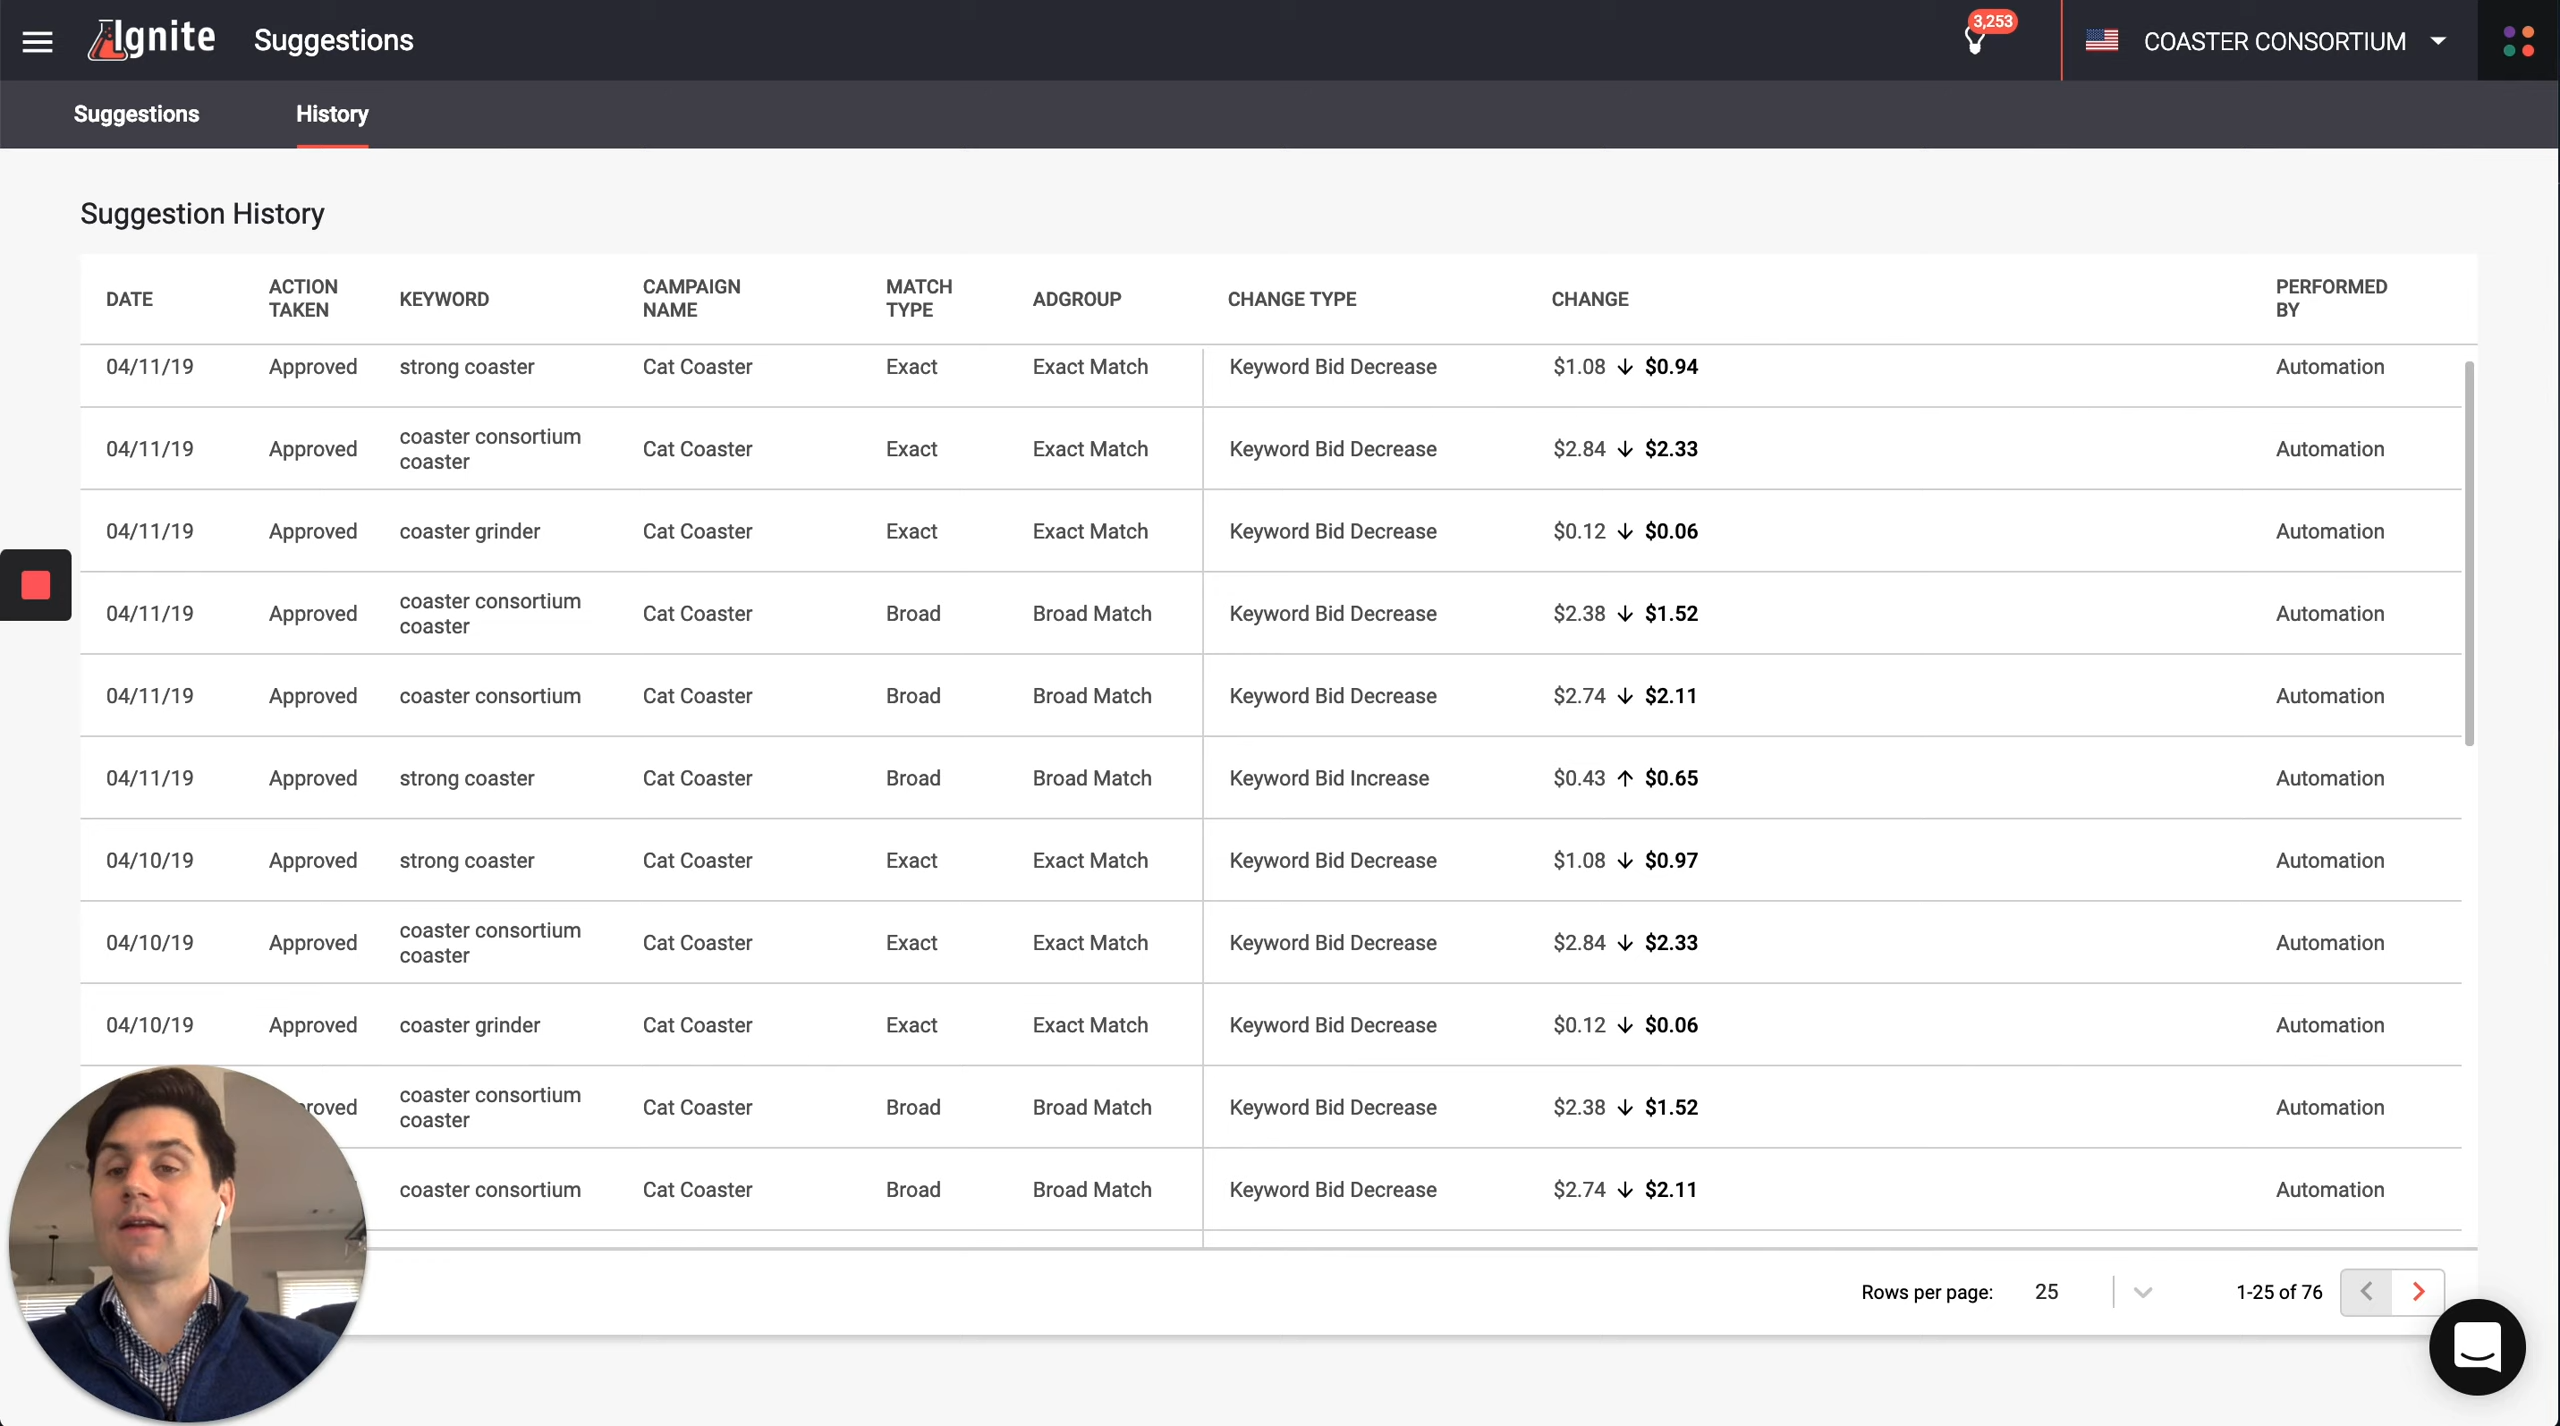 Ignite
Suggestions
3,253
COASTER CONSORTIUM
Suggestions
History
Suggestion History
DATE
ACTION
TAKEN
KEYWORD
CAMPAIGN
NAME
MATCH
TYPE
ADGROUP
CHANGE TYPE
CHANGE
PERFORMED
BY
04/11/19 Approved strong coaster Cat Coaster Exact Exact Match Keyword Bid Decrease $1.08 ↓ $0.94 Automation
04/11/19 Approved coaster consortium
coaster Cat Coaster Exact Exact Match Keyword Bid Decrease $2.84 ↓ $2.33 Automation
04/11/19 Approved coaster grinder Cat Coaster Exact Exact Match Keyword Bid Decrease $0.12 ↓ $0.06 Automation
04/11/19 Approved coaster consortium
coaster Cat Coaster Broad Broad Match Keyword Bid Decrease $2.38 ↓ $1.52 Automation
04/11/19 Approved coaster consortium Cat Coaster Broad Broad Match Keyword Bid Decrease $2.74 ↓ $2.11 Automation
04/11/19 Approved strong coaster Cat Coaster Broad Broad Match Keyword Bid Increase $0.43 ↑ $0.65 Automation
04/10/19 Approved strong coaster Cat Coaster Exact Exact Match Keyword Bid Decrease $1.08 ↓ $0.97 Automation
04/10/19 Approved coaster consortium
coaster Cat Coaster Exact Exact Match Keyword Bid Decrease $2.84 ↓ $2.33 Automation
04/10/19 Approved coaster grinder Cat Coaster Exact Exact Match Keyword Bid Decrease $0.12 ↓ $0.06 Automation
roved coaster consortium
coaster Cat Coaster Broad Broad Match Keyword Bid Decrease $2.38 ↓ $1.52 Automation
coaster consortium Cat Coaster Broad Broad Match Keyword Bid Decrease $2.74 ↓ $2.11 Automation
Rows per page: 25 1-25 of 76